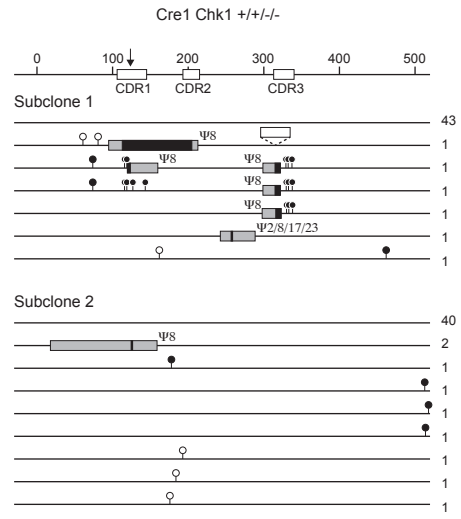 Cre1 Chk1 +/+/-/-
0 100 200 300 400 500
CDR1 CDR2 CDR3
Subclone 1
43
Ψ8 1
Ψ8 Ψ8 1
Ψ8 1
Ψ8 1
Ψ2/8/17/23 1
1
Subclone 2
40
Ψ8 2
1
1
1
1
1
1
1